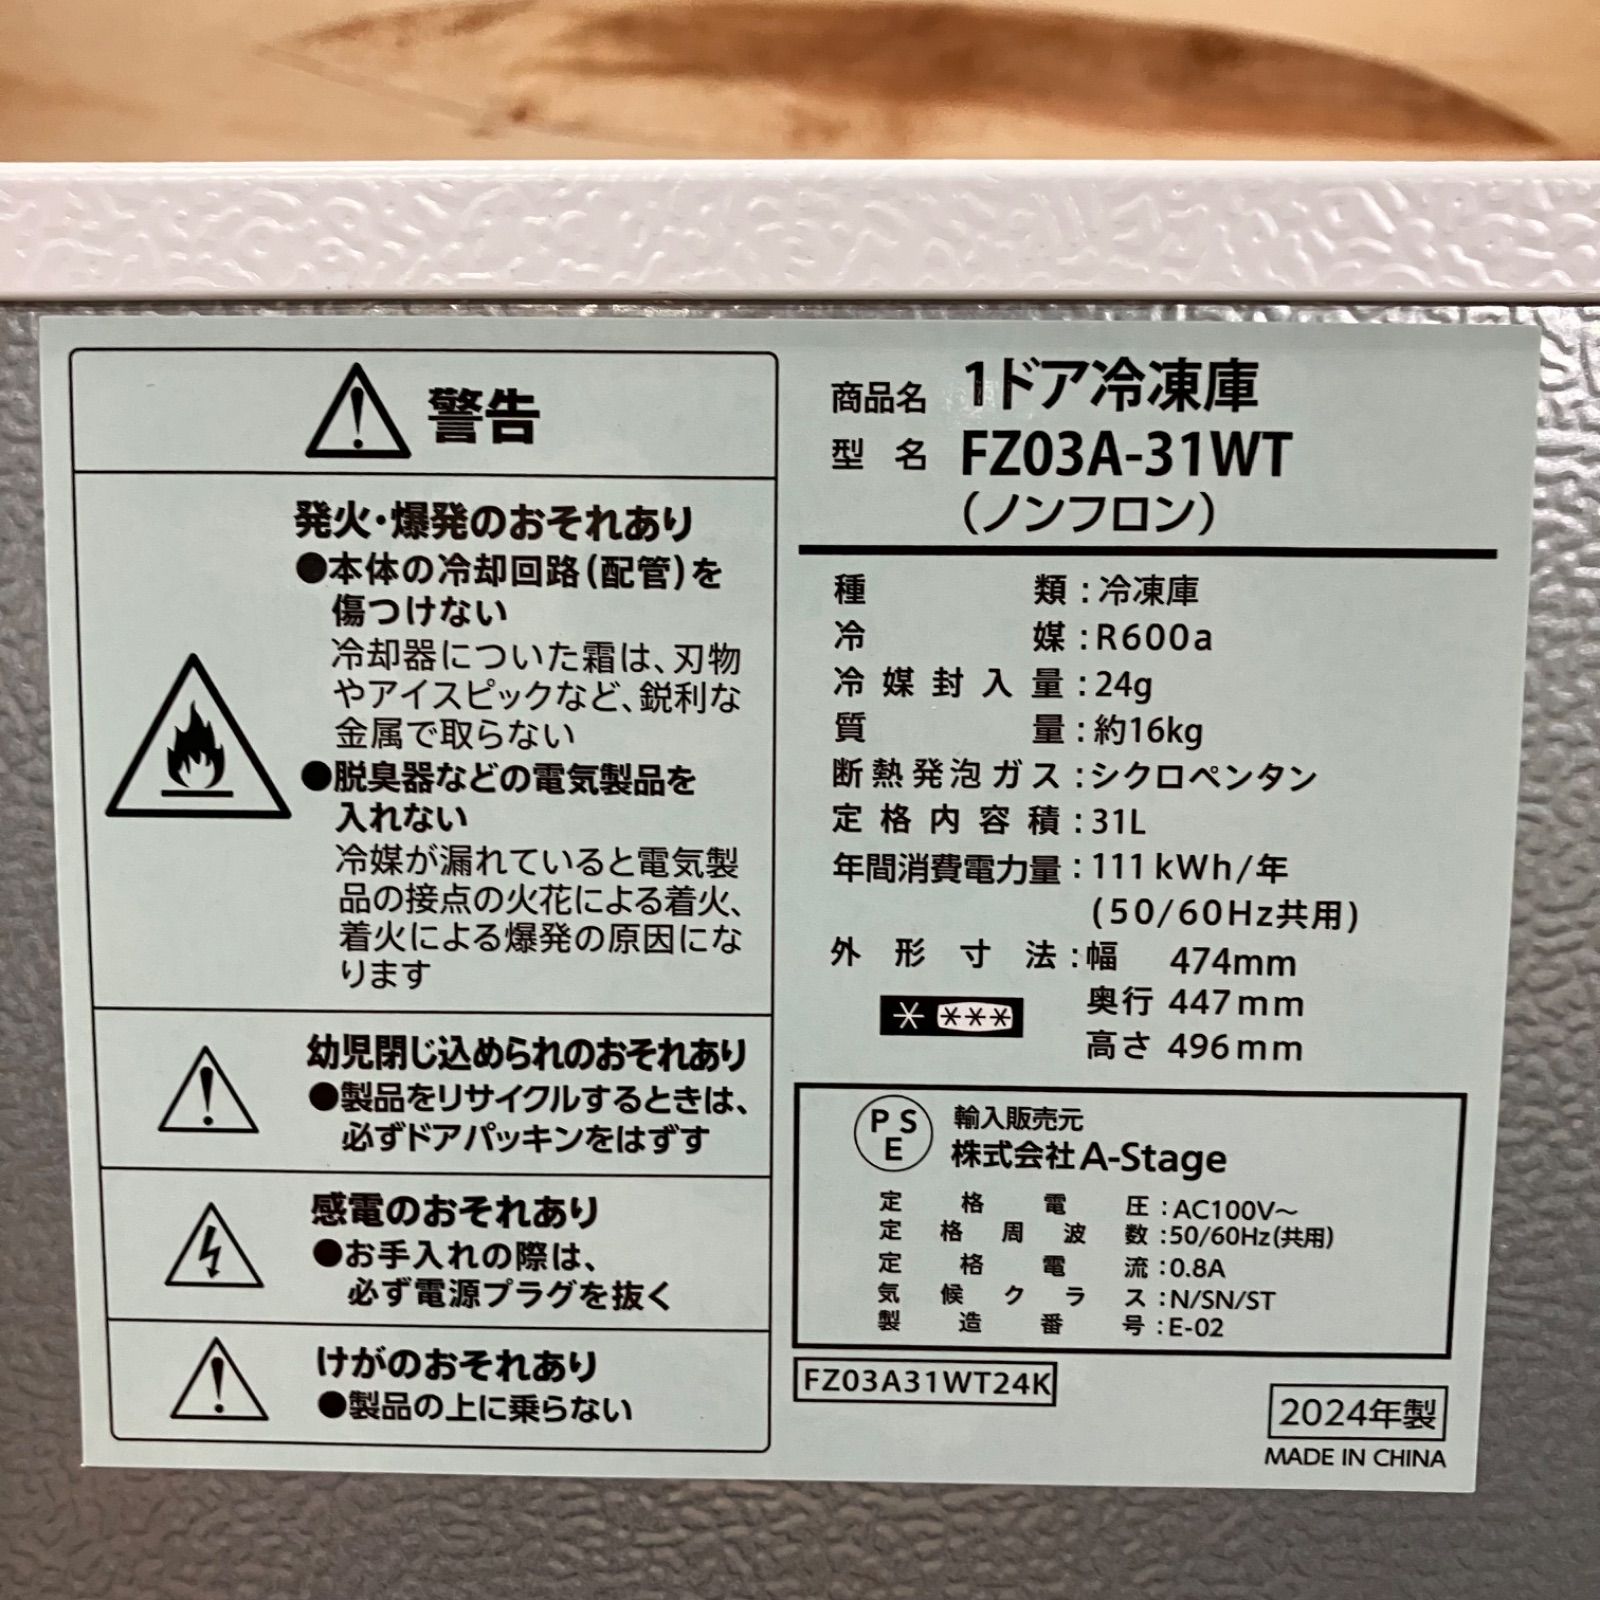 警告
発火・爆発のおそれあり
●本体の冷却回路(配管)を
傷つけない
冷却器についた霜は、刃物
やアイスピックなど、鋭利な
金属で取らない
●脱臭器などの電気製品を
入れない
冷媒が漏れていると電気製
品の接点の火花による着火、
着火による爆発の原因にな
ります
幼児閉じ込められのおそれあり
●製品をリサイクルするときは、
必ずドアパッキンをはずす
感電のおそれあり
●お手入れの際は、
必ず電源プラグを抜く
けがのおそれあり
●製品の上に乗らない
商品名 1ドア冷凍庫
型名 FZ03A-31WT
(ノンフロン)
種類:冷凍庫
冷媒:R600a
冷媒封入量:24g
質量:約16kg
断熱発泡ガス:シクロペンタン
定格内容積:31L
年間消費電力量:111kWh/年
(50/60Hz共用)
外形寸法:幅 474mm
奥行 447mm
高さ 496mm
PSE
輸入販売元
株式会社A-Stage
定格電圧:AC100V～
定格周波数:50/60Hz(共用)
定格電流:0.8A
気候クラス:N/SN/ST
製造番号:E-02
FZ03A31WT24K
2024年製
MADE IN CHINA